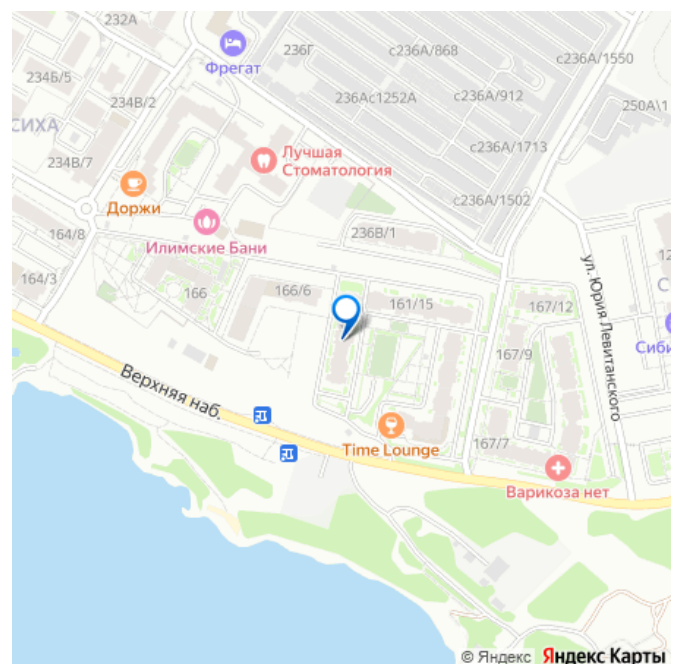 232А
236Г
с236А/868
с236А/1550
Фрегат
234Б/5
234В/2
236Ас1252А
с236А/912
250А\1
СИХА
234В/7
Лучшая
Стоматология
с236А/1713
Доржи
с236А/1502
164/8
Илимские Бани
236В/1
164/3
166
166/6
161/15
167/12
ул. Юрия Левитанского
12
С
167/9
Сиби
Верхняя наб.
Time Lounge
167/7
Варикоза нет
© Яндекс Яндекс Карты